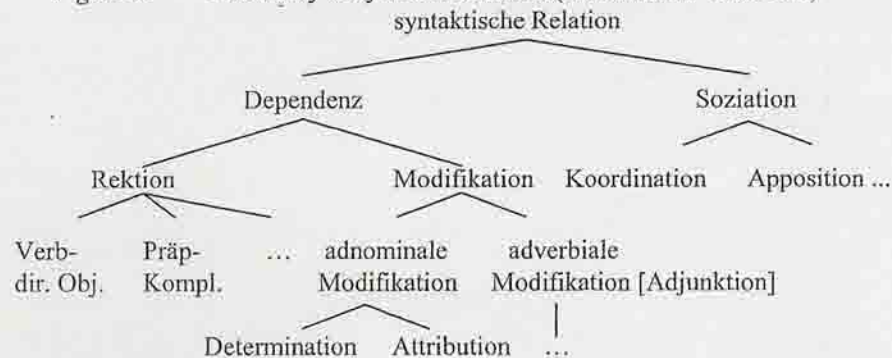 syntaktische Relation
Dependenz Soziation
Rektion Modifikation Koordination Apposition ...
Verb- Präp- ... adnominale adverbiale
dir. Obj. Kompl. Modifikation Modifikation [Adjunktion]
Determination Attribution ...